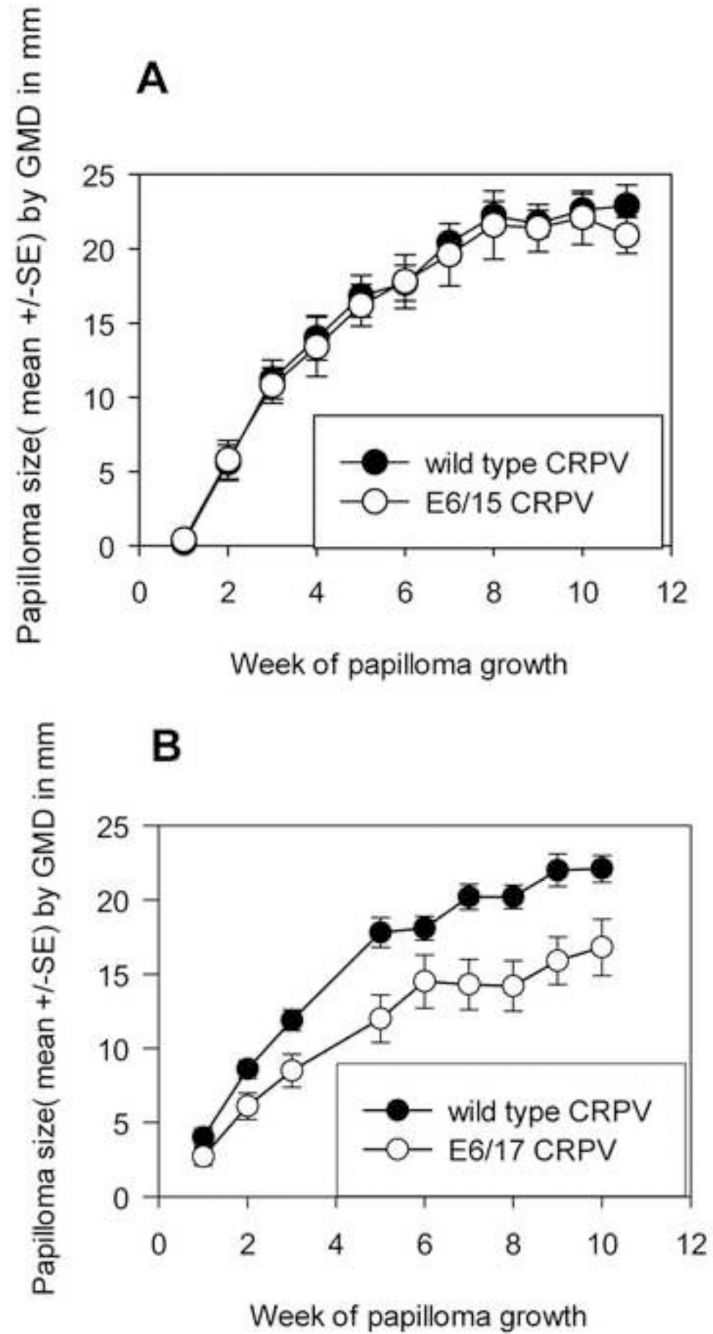 A
Papilloma size( mean +/-SE) by GMD in mm
25
20
15
10
5
0
wild type CRPV
E6/15 CRPV
0 2 4 6 8 10 12
Week of papilloma growth
B
Papilloma size( mean +/-SE) by GMD in mm
25
20
15
10
5
0
wild type CRPV
E6/17 CRPV
0 2 4 6 8 10 12
Week of papilloma growth